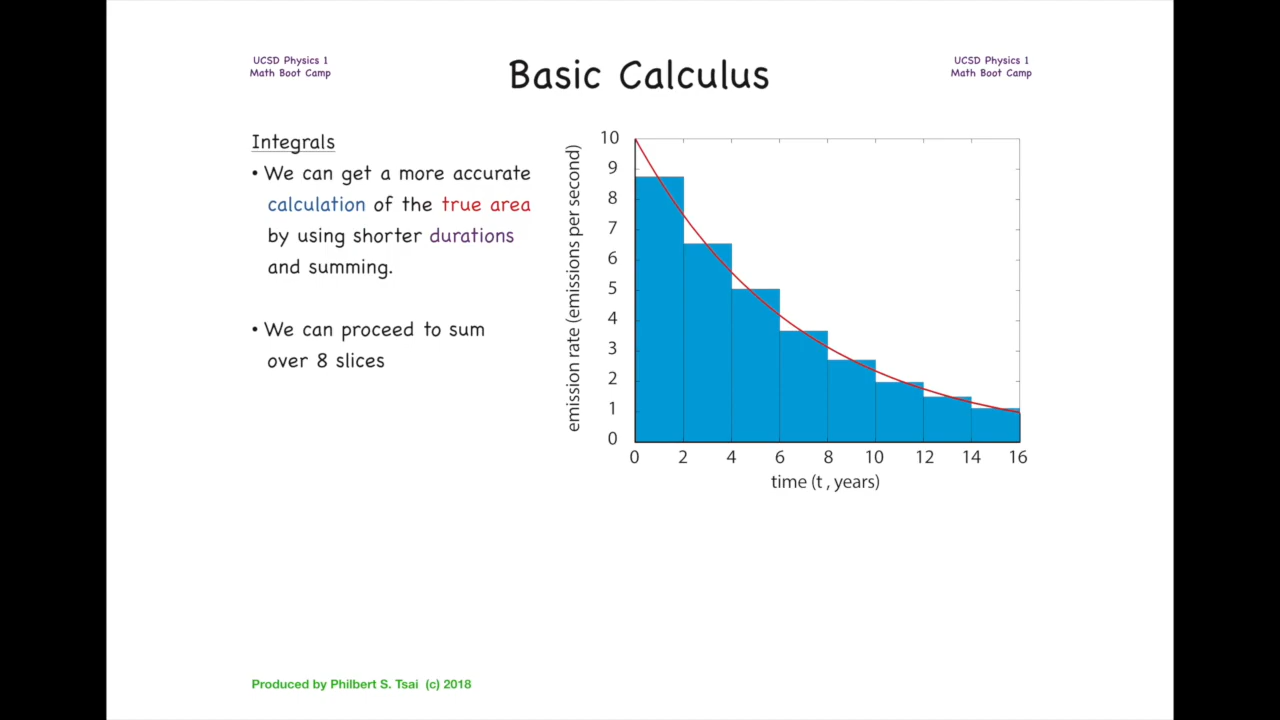 UCSD Physics 1
Math Boot Camp
Basic Calculus
UCSD Physics 1
Math Boot Camp
Integrals
• We can get a more accurate
calculation of the true area
by using shorter durations
and summing.
• We can proceed to sum
over 8 slices
emission rate (emissions per second)
10
9
8
7
6
5
4
3
2
1
0
0 2 4 6 8 10 12 14 16
time (t , years)
Produced by Philbert S. Tsai (c) 2018